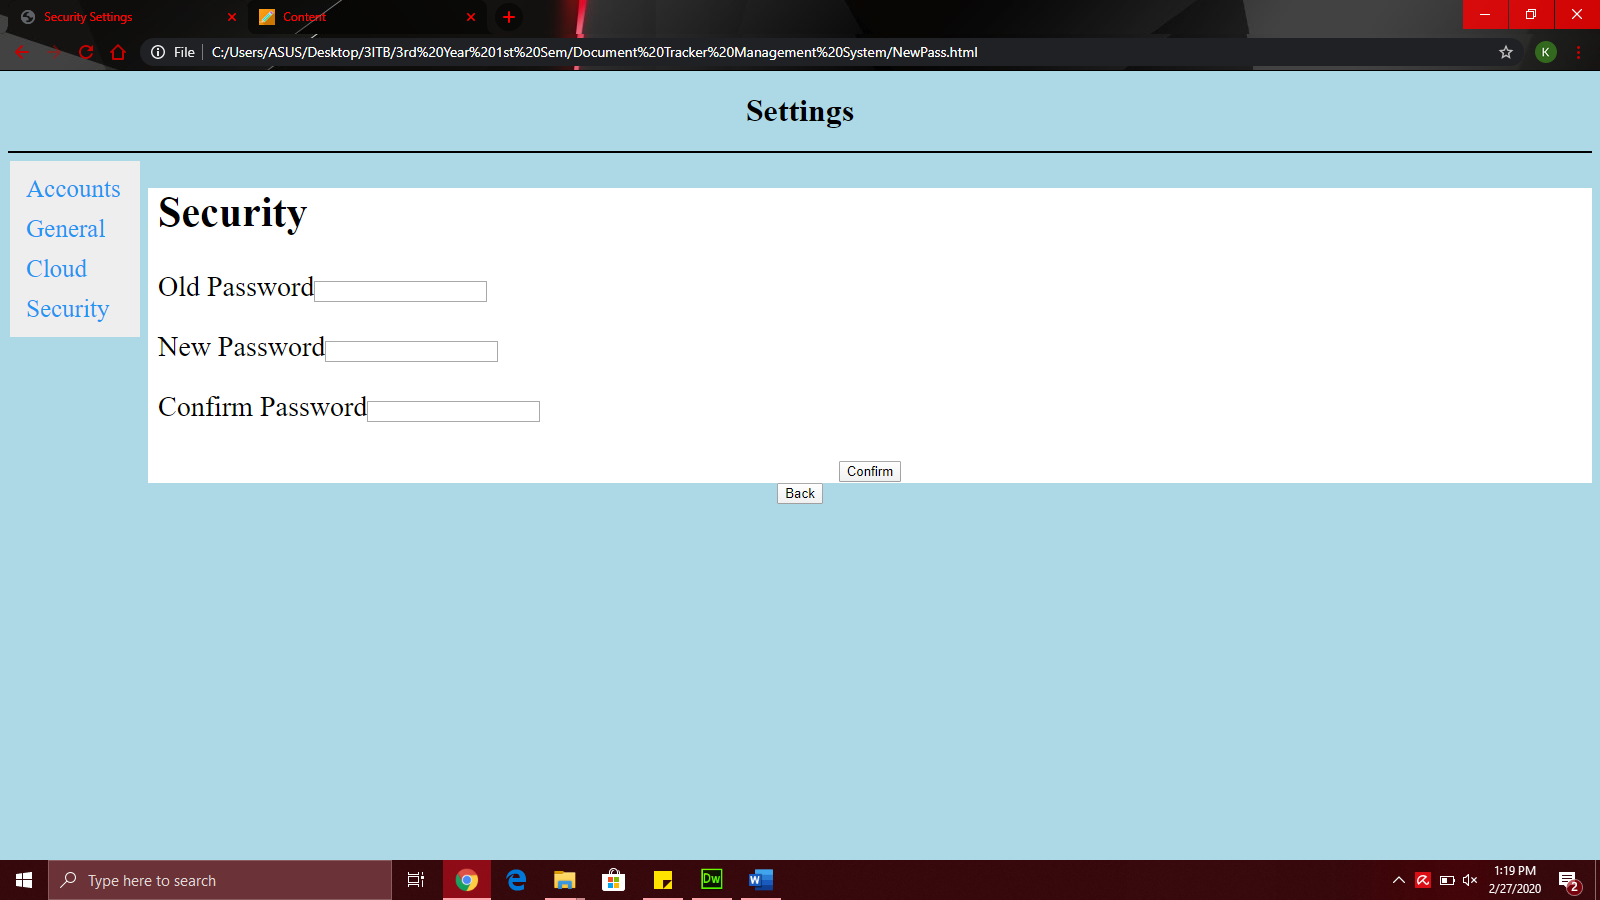 Security Settings
Content
File C:/Users/ASUS/Desktop/3ITB/3rd%20Year%201st%20Sem/Document%20Tracker%20Management%20System/NewPass.html
K
Settings
Accounts
General
Cloud
Security
Security
Old Password
New Password
Confirm Password
Confirm
Back
Type here to search
Dw
W
1:19 PM
2/27/2020
2